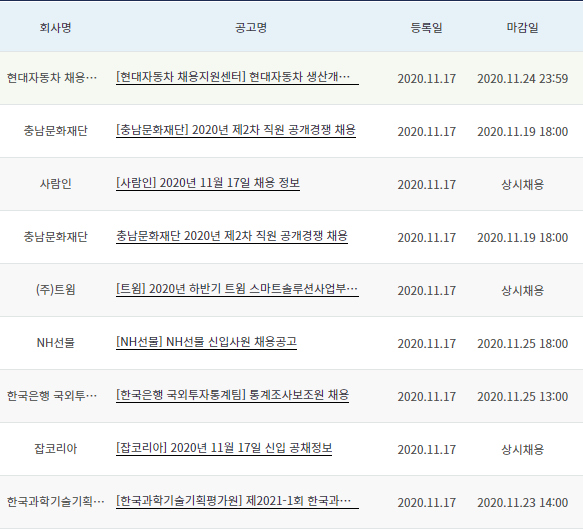 회사명 공고명 등록일 마감일
현대자동차 채용… [현대자동차 채용지원센터] 현대자동차 생산개… 2020.11.17 2020.11.24 23:59
충남문화재단 [충남문화재단] 2020년 제2차 직원 공개경쟁 채용 2020.11.17 2020.11.19 18:00
사람인 [사람인] 2020년 11월 17일 채용 정보 2020.11.17 상시채용
충남문화재단 충남문화재단 2020년 제2차 직원 공개경쟁 채용 2020.11.17 2020.11.19 18:00
(주)트윔 [트윔] 2020년 하반기 트윔 스마트솔루션사업부… 2020.11.17 상시채용
NH선물 [NH선물] NH선물 신입사원 채용공고 2020.11.17 2020.11.25 18:00
한국은행 국외투… [한국은행 국외투자통계팀] 통계조사보조원 채용 2020.11.17 2020.11.25 13:00
잡코리아 [잡코리아] 2020년 11월 17일 신입 공채정보 2020.11.17 상시채용
한국과학기술기획… [한국과학기술기획평가원] 제2021-1회 한국과… 2020.11.17 2020.11.23 14:00